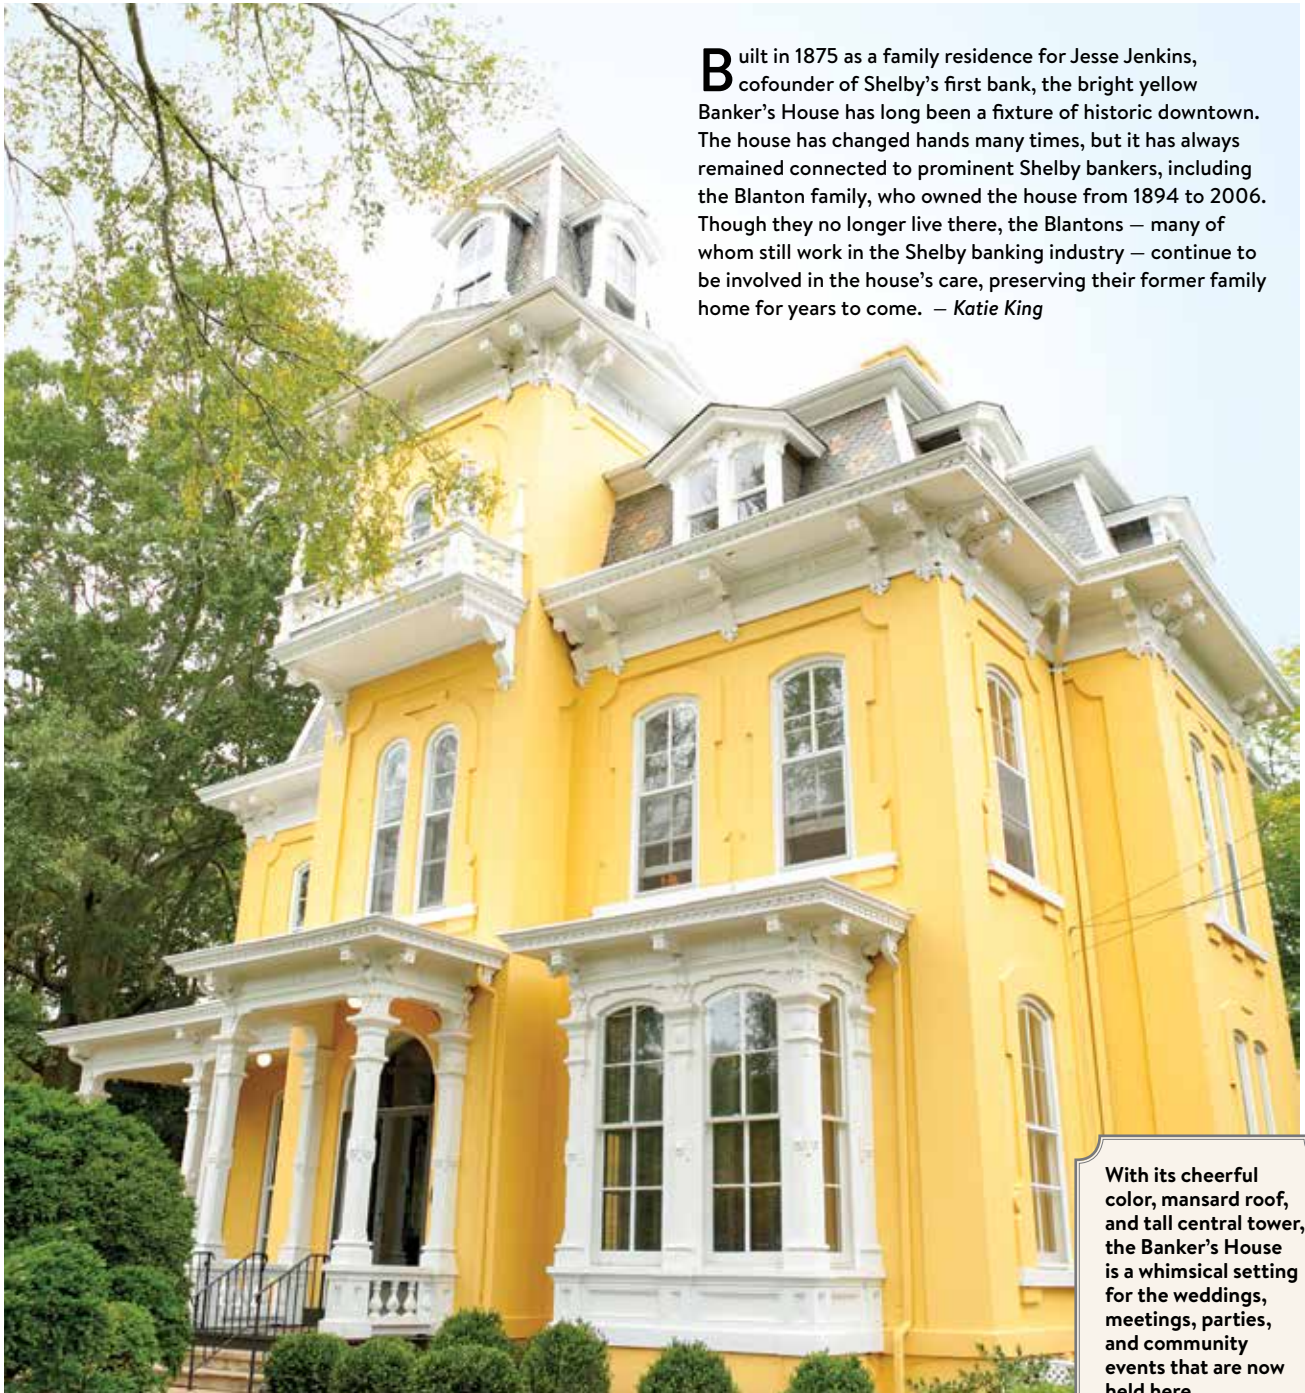 Built in 1875 as a family residence for Jesse Jenkins,
cofounder of Shelby's first bank, the bright yellow
Banker's House has long been a fixture of historic downtown.
The house has changed hands many times, but it has always
remained connected to prominent Shelby bankers, including
the Blanton family, who owned the house from 1894 to 2006.
Though they no longer live there, the Blantons — many of
whom still work in the Shelby banking industry — continue to
be involved in the house's care, preserving their former family
home for years to come. — Katie King
With its cheerful
color, mansard roof,
and tall central tower,
the Banker's House
is a whimsical setting
for the weddings,
meetings, parties,
and community
events that are now
held here